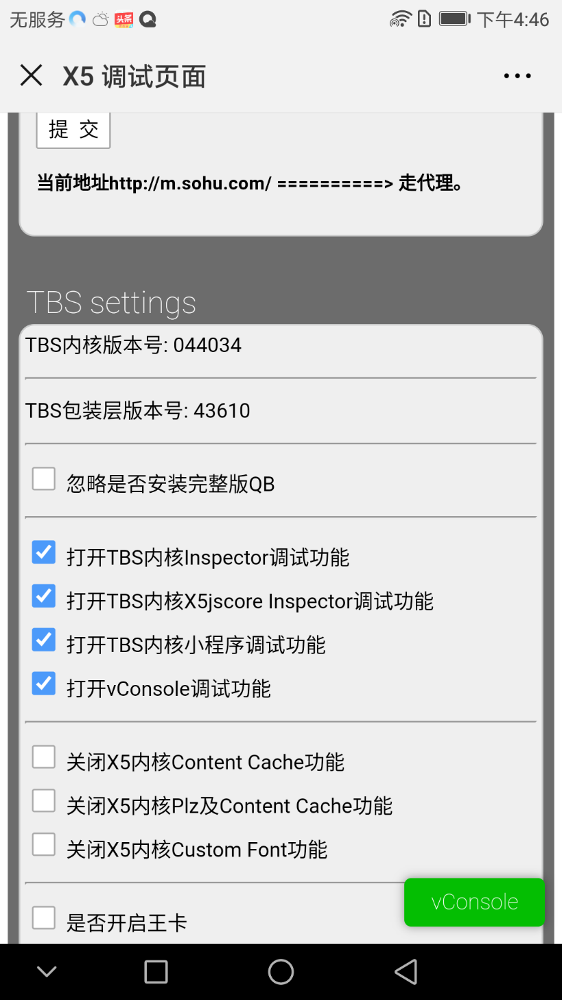 无服务 头条 下午4:46
X5 调试页面
提 交
当前地址http://m.sohu.com/ ==========> 走代理。
TBS settings
TBS内核版本号: 044034
TBS包装层版本号: 43610
忽略是否安装完整版QB
打开TBS内核Inspector调试功能
打开TBS内核X5jscore Inspector调试功能
打开TBS内核小程序调试功能
打开vConsole调试功能
关闭X5内核Content Cache功能
关闭X5内核Plz及Content Cache功能
关闭X5内核Custom Font功能
vConsole
是否开启王卡